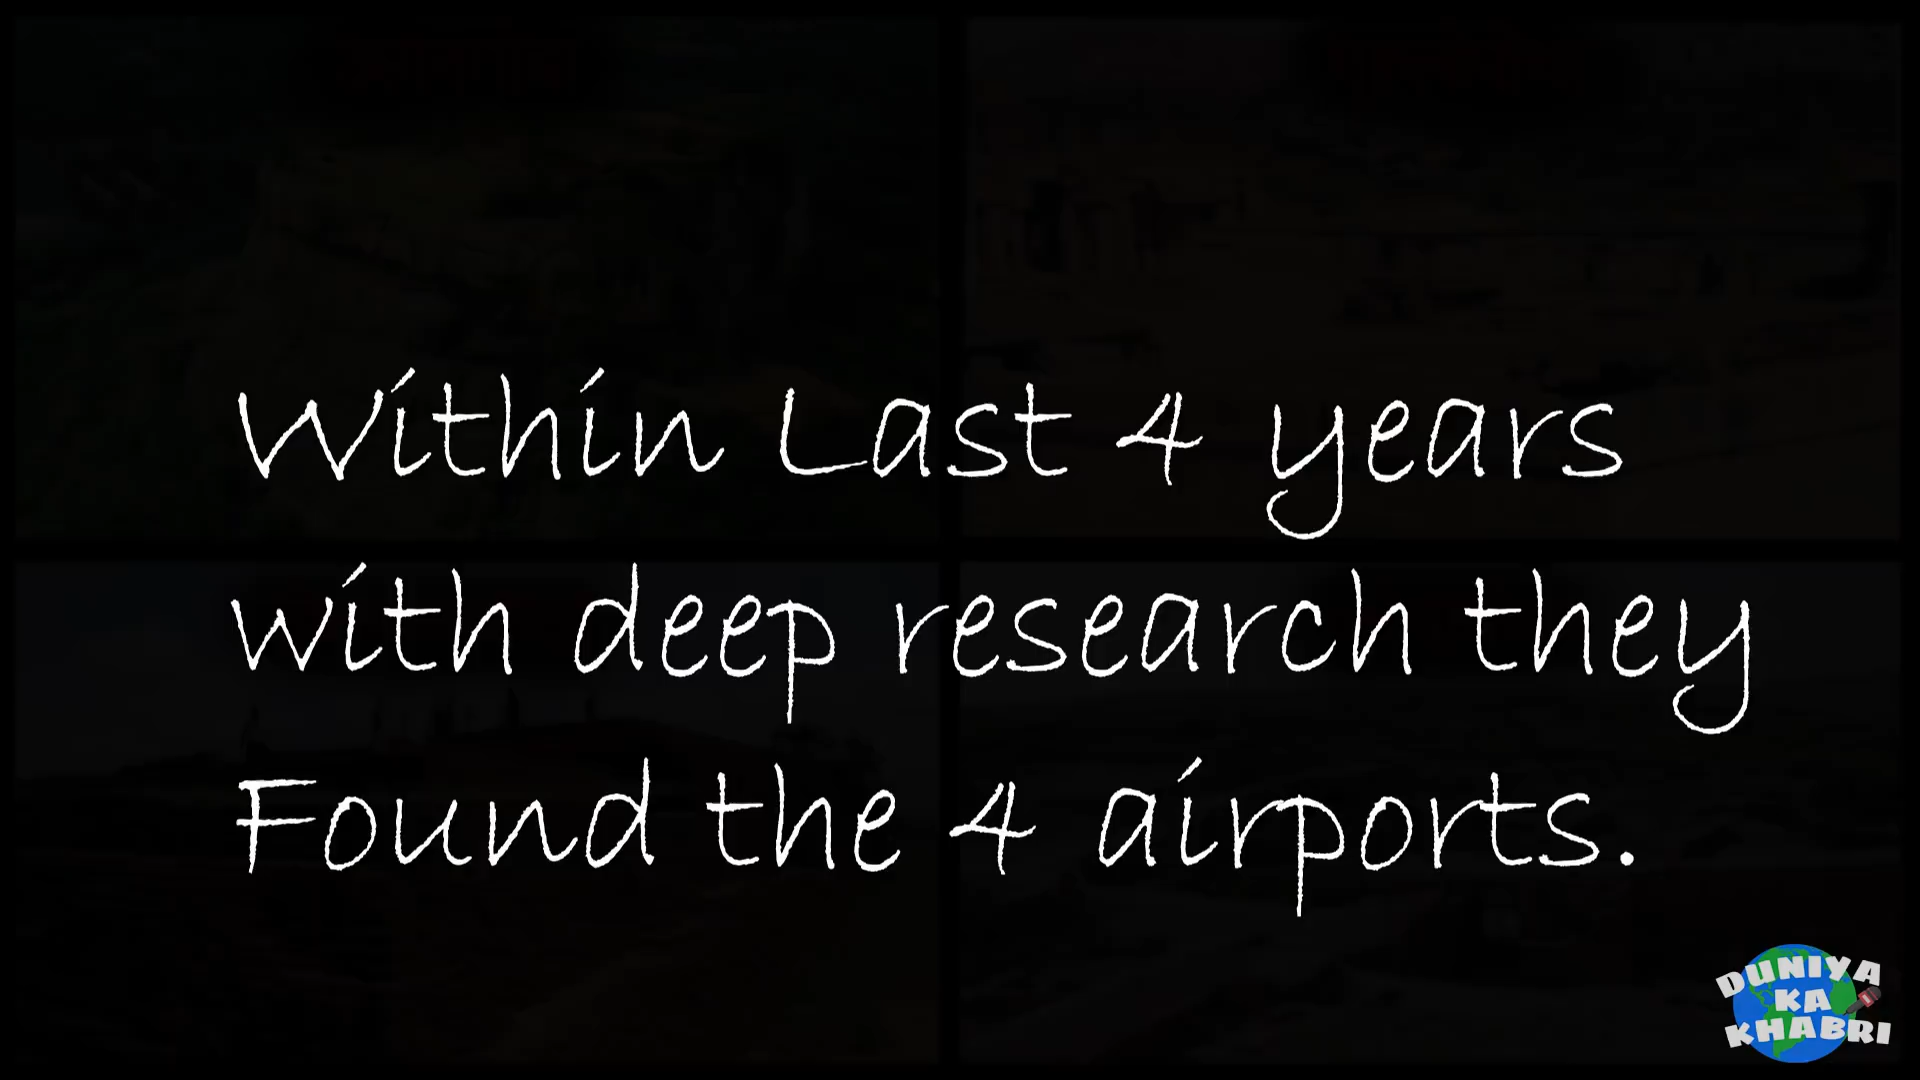 Within Last 4 years
with deep research they
Found the 4 airports.
DUNIYA
KA
KHABRI